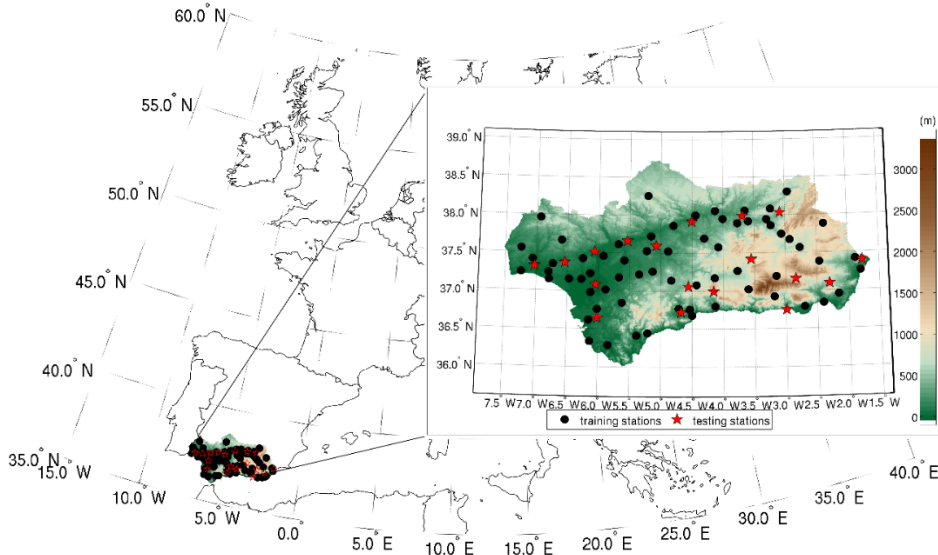 60.0° N
55.0° N
50.0° N
45.0° N
40.0° N
35.0° N
15.0° W
10.0° W
5.0° W
0.0°
5.0° E
10.0° E
15.0° E
20.0° E
25.0° E
30.0° E
35.0° E
40.0° E
39.0° N
38.5° N
38.0° N
37.5° N
37.0° N
36.5° N
36.0° N
7.5° W
7.0° W
6.5° W
6.0° W
5.5° W
5.0° W
4.5° W
4.0° W
3.5° W
3.0° W
2.5° W
2.0° W
1.5° W
training stations
testing stations
(m)
3000
2500
2000
1500
1000
500
0